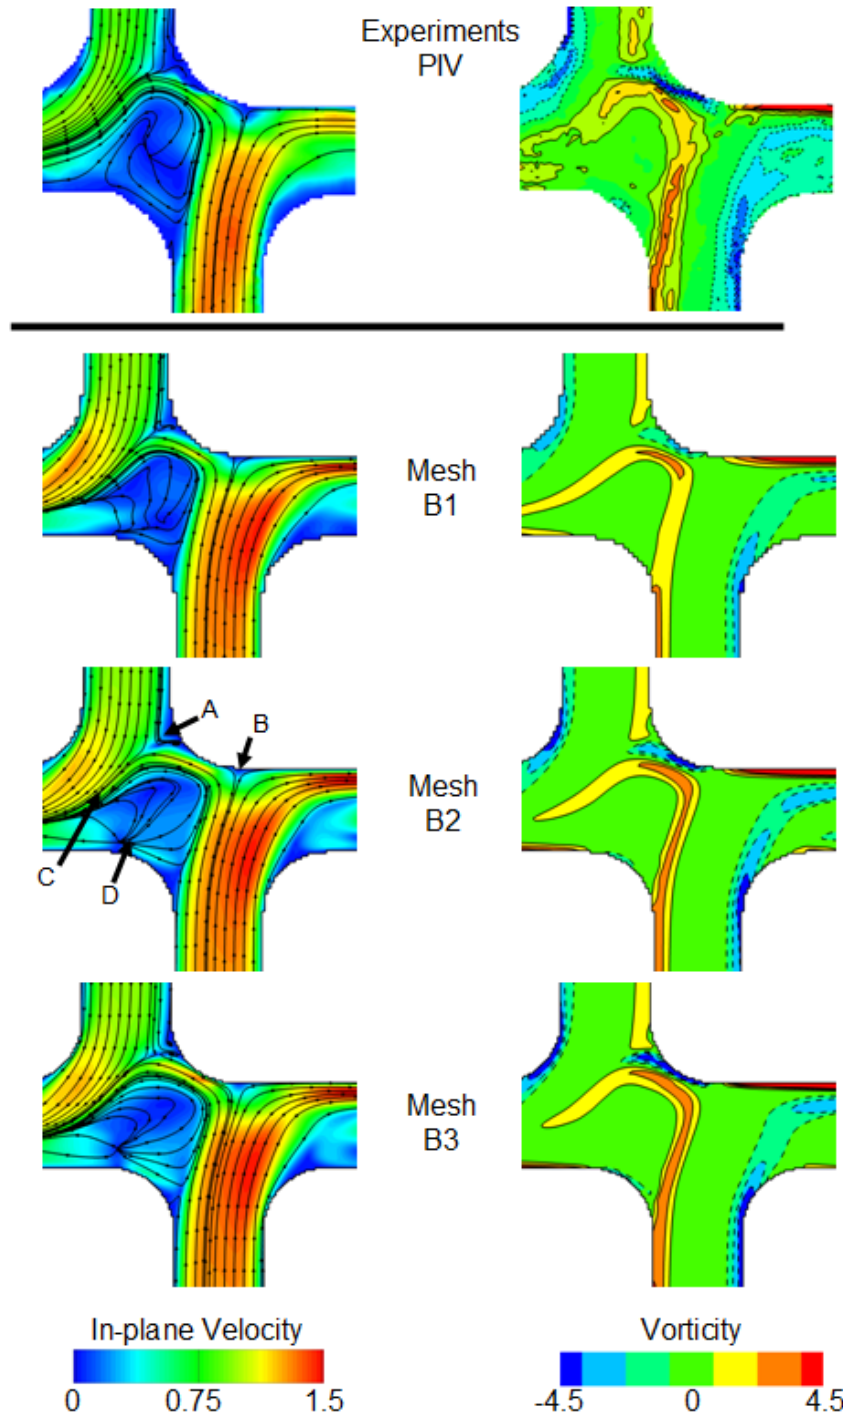 Experiments
PIV
Mesh
B1
A
B
Mesh
B2
C
D
Mesh
B3
In-plane Velocity
0 0.75 1.5
Vorticity
-4.5 0 4.5